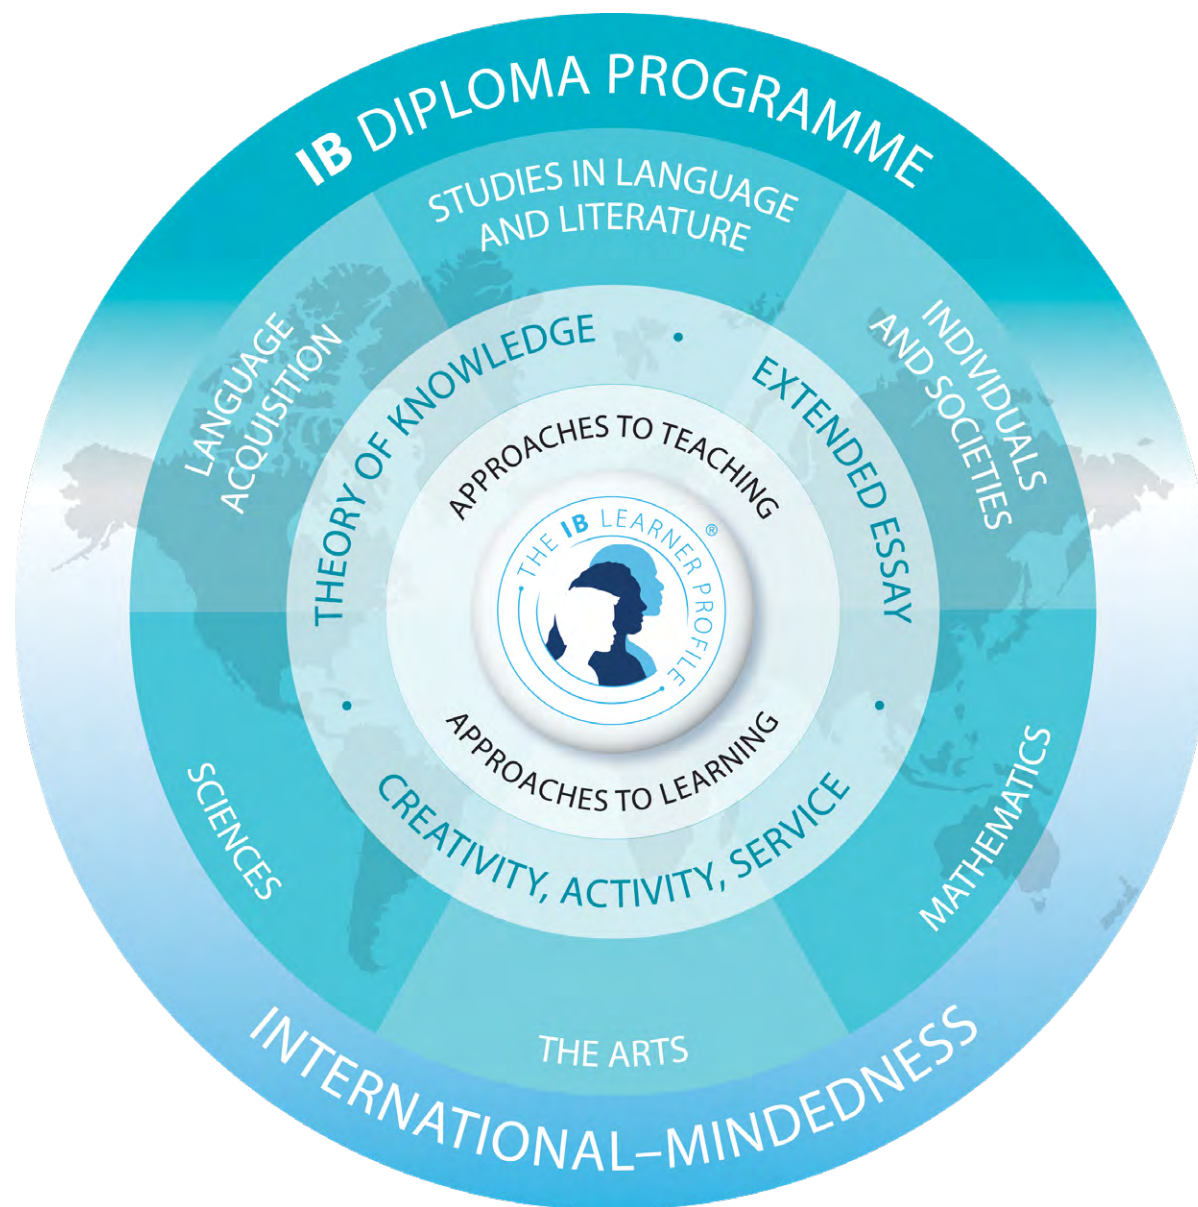 IB DIPLOMA PROGRAMME
STUDIES IN LANGUAGE
AND LITERATURE
LANGUAGE
ACQUISITION
INDIVIDUALS
AND SOCIETIES
THEORY OF KNOWLEDGE
•
EXTENDED ESSAY
APPROACHES TO TEACHING
THE IB LEARNER PROFILE
®
APPROACHES TO LEARNING
•
CREATIVITY, ACTIVITY, SERVICE
•
SCIENCES
MATHEMATICS
THE ARTS
INTERNATIONAL–MINDEDNESS